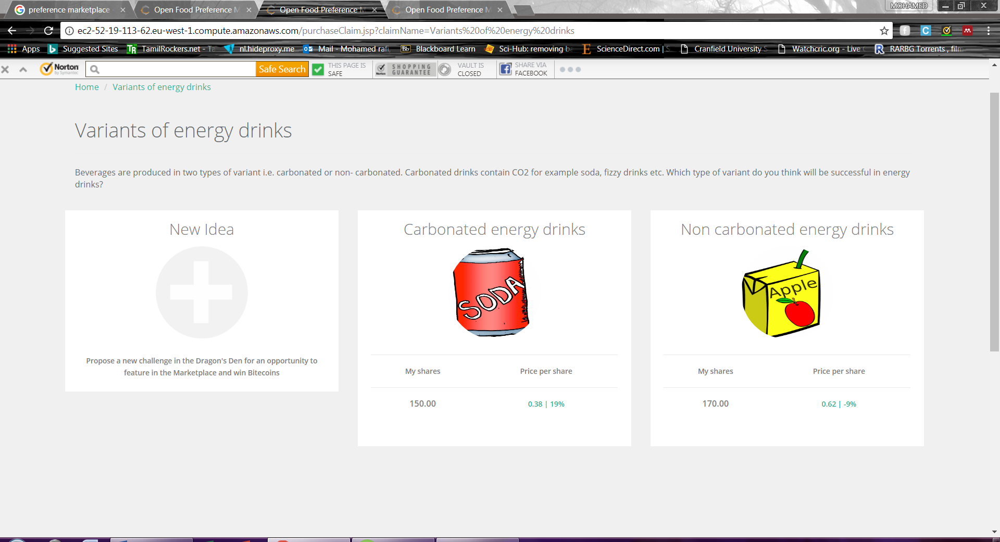 preference marketplace
Open Food Preference M
Open Food Preference M
Open Food Preference M
MOHAMED
ec2-52-19-113-62.eu-west-1.compute.amazonaws.com/purchaseClaim.jsp?claimName=Variants%20of%20energy%20drinks
Apps
Suggested Sites
TamilRockers.net - Ta
nl.hideproxy.me
Mail - Mohamed rafi
Blackboard Learn
Sci-Hub: removing ba
ScienceDirect.com | S
Cranfield University S
Watchcric.org - Live
RARBG Torrents , film
Norton
by Symantec
Safe Search
THIS PAGE IS
SAFE
SHOPPING
GUARANTEE
VAULT IS
CLOSED
SHARE VIA
FACEBOOK
Home / Variants of energy drinks
Variants of energy drinks
Beverages are produced in two types of variant i.e. carbonated or non- carbonated. Carbonated drinks contain CO2 for example soda, fizzy drinks etc. Which type of variant do you think will be successful in energy
drinks?
New Idea
Propose a new challenge in the Dragon's Den for an opportunity to
feature in the Marketplace and win Bitecoins
Carbonated energy drinks
SODA
My shares Price per share
150.00 0.38 | 19%
Non carbonated energy drinks
Apple
My shares Price per share
170.00 0.62 | -9%